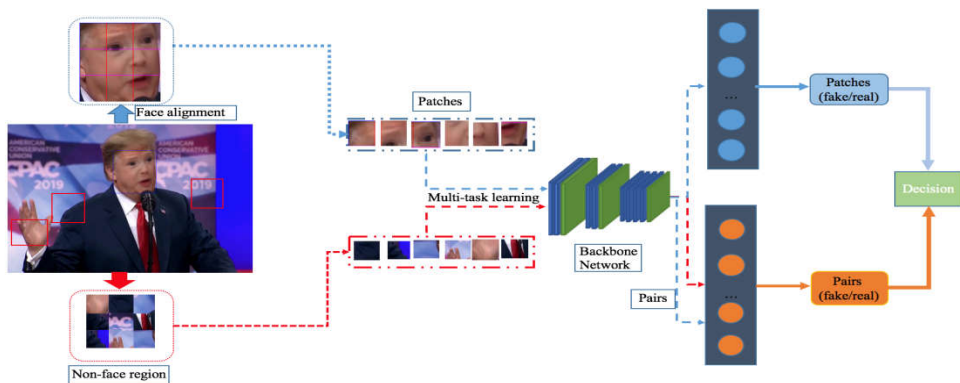 Face alignment
AMERICAN
CONSERVATIVE
UNION
CPAC
2019
CPAC
2019
Non-face region
Patches
Multi-task learning
Backbone
Network
Pairs
...
Patches
(fake/real)
Decision
...
Pairs
(fake/real)